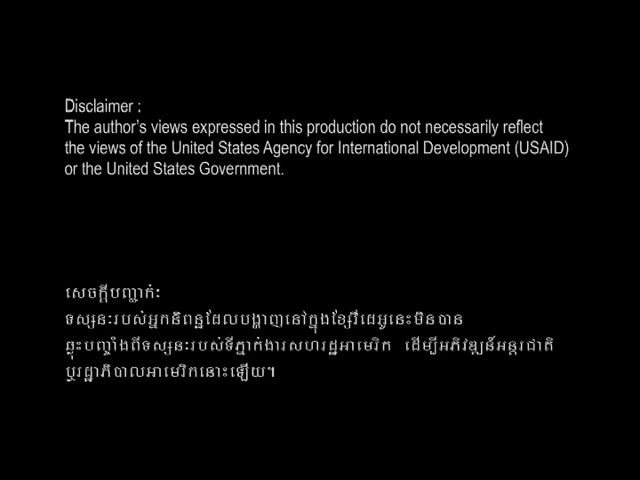 Disclaimer :
The author's views expressed in this production do not necessarily reflect
the views of the United States Agency for International Development (USAID)
or the United States Government.
សេចក្តីបញ្ជាក់ៈ
ទស្សនៈរបស់អ្នកនិពន្ធដែលបង្ហាញនៅក្នុងខ្សែវីដេអូនេះមិនបាន
ឆ្លុះបញ្ចាំងពីទស្សនៈរបស់ទីភ្នាក់ងារសហរដ្ឋអាមេរិក ដើម្បីអភិវឌ្ឍន៍អន្តរជាតិ
ឬរដ្ឋាភិបាលអាមេរិកនោះឡើយ។